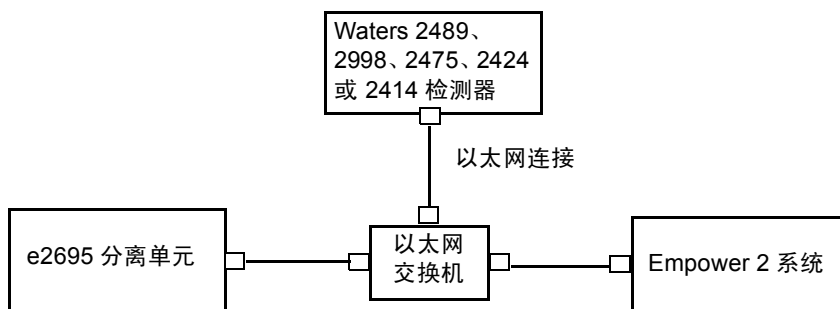 Waters 2489、
2998、2475、2424
或 2414 检测器
以太网连接
e2695 分离单元
以太网
交换机
Empower 2 系统